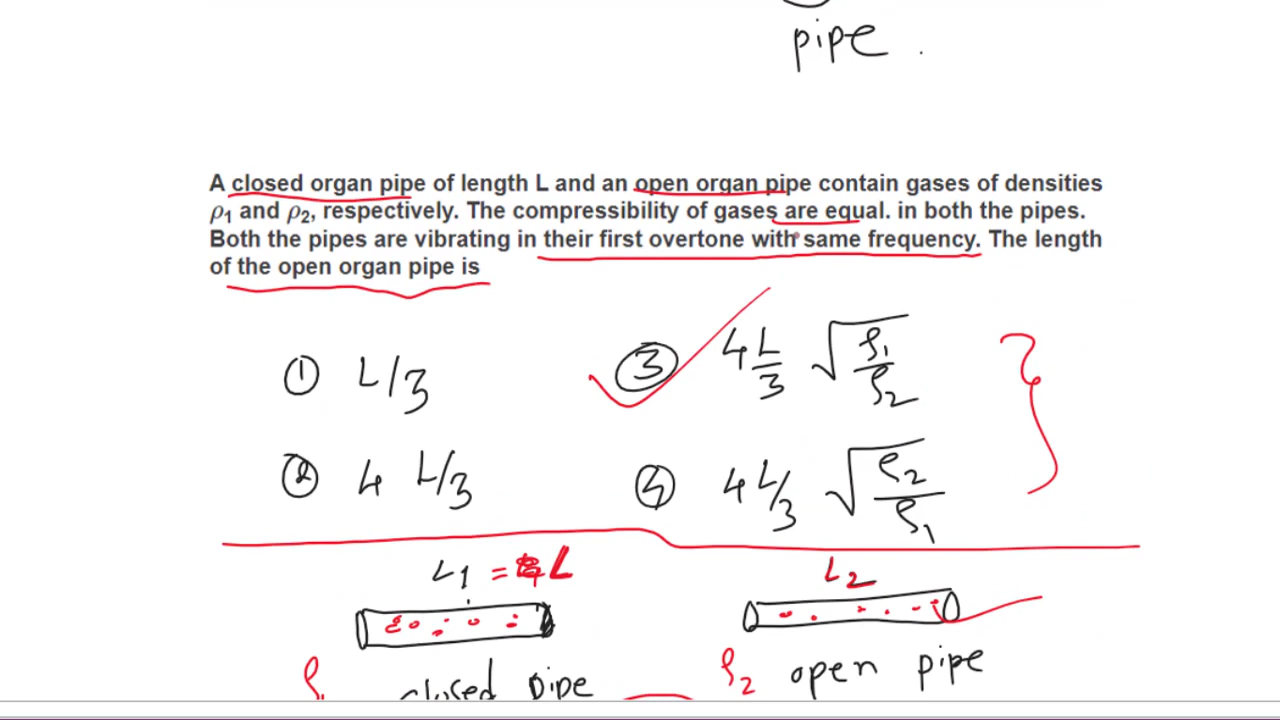 pipe .
A closed organ pipe of length L and an open organ pipe contain gases of densities
ρ1 and ρ2, respectively. The compressibility of gases are equal. in both the pipes.
Both the pipes are vibrating in their first overtone with same frequency. The length
of the open organ pipe is
① L/3
③ 4 L/3 √ρ1/ρ2
② 4 L/3
④ 4 L/3 √ρ2/ρ1
L1 = L
L2
ρ1 closed pipe
ρ2 open pipe